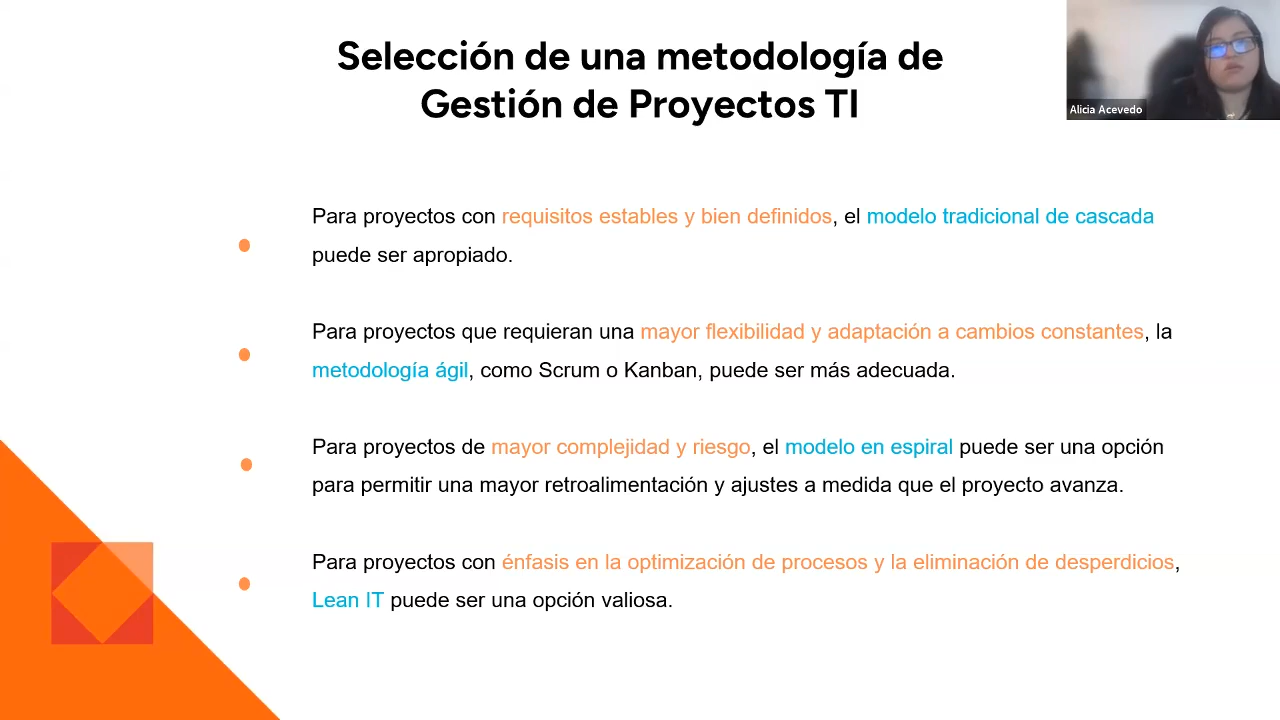 Selección de una metodología de
Gestión de Proyectos TI
Alicia Acevedo
Para proyectos con requisitos estables y bien definidos, el modelo tradicional de cascada
puede ser apropiado.
Para proyectos que requieran una mayor flexibilidad y adaptación a cambios constantes, la
metodología ágil, como Scrum o Kanban, puede ser más adecuada.
Para proyectos de mayor complejidad y riesgo, el modelo en espiral puede ser una opción
para permitir una mayor retroalimentación y ajustes a medida que el proyecto avanza.
Para proyectos con énfasis en la optimización de procesos y la eliminación de desperdicios,
Lean IT puede ser una opción valiosa.